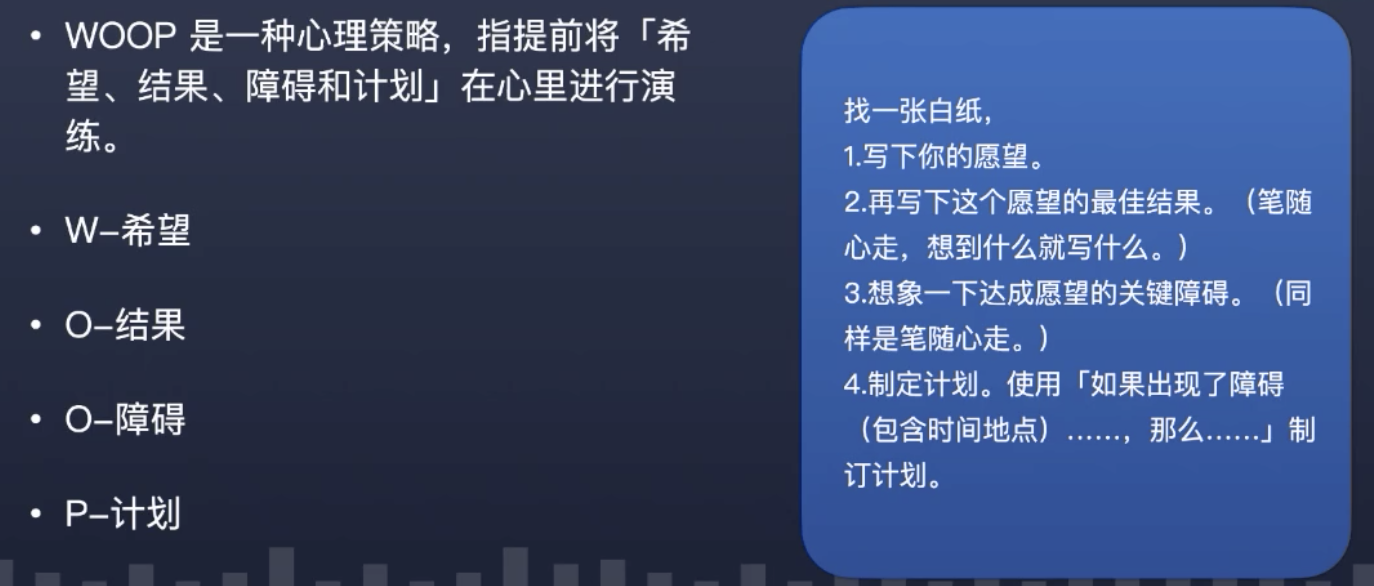 • WOOP 是一种心理策略，指提前将「希
望、结果、障碍和计划」在心里进行演
练。
• W–希望
• O–结果
• O–障碍
• P–计划
找一张白纸，
1.写下你的愿望。
2.再写下这个愿望的最佳结果。（笔随
心走，想到什么就写什么。）
3.想象一下达成愿望的关键障碍。（同
样是笔随心走。）
4.制定计划。使用「如果出现了障碍
（包含时间地点）……，那么……」制
订计划。